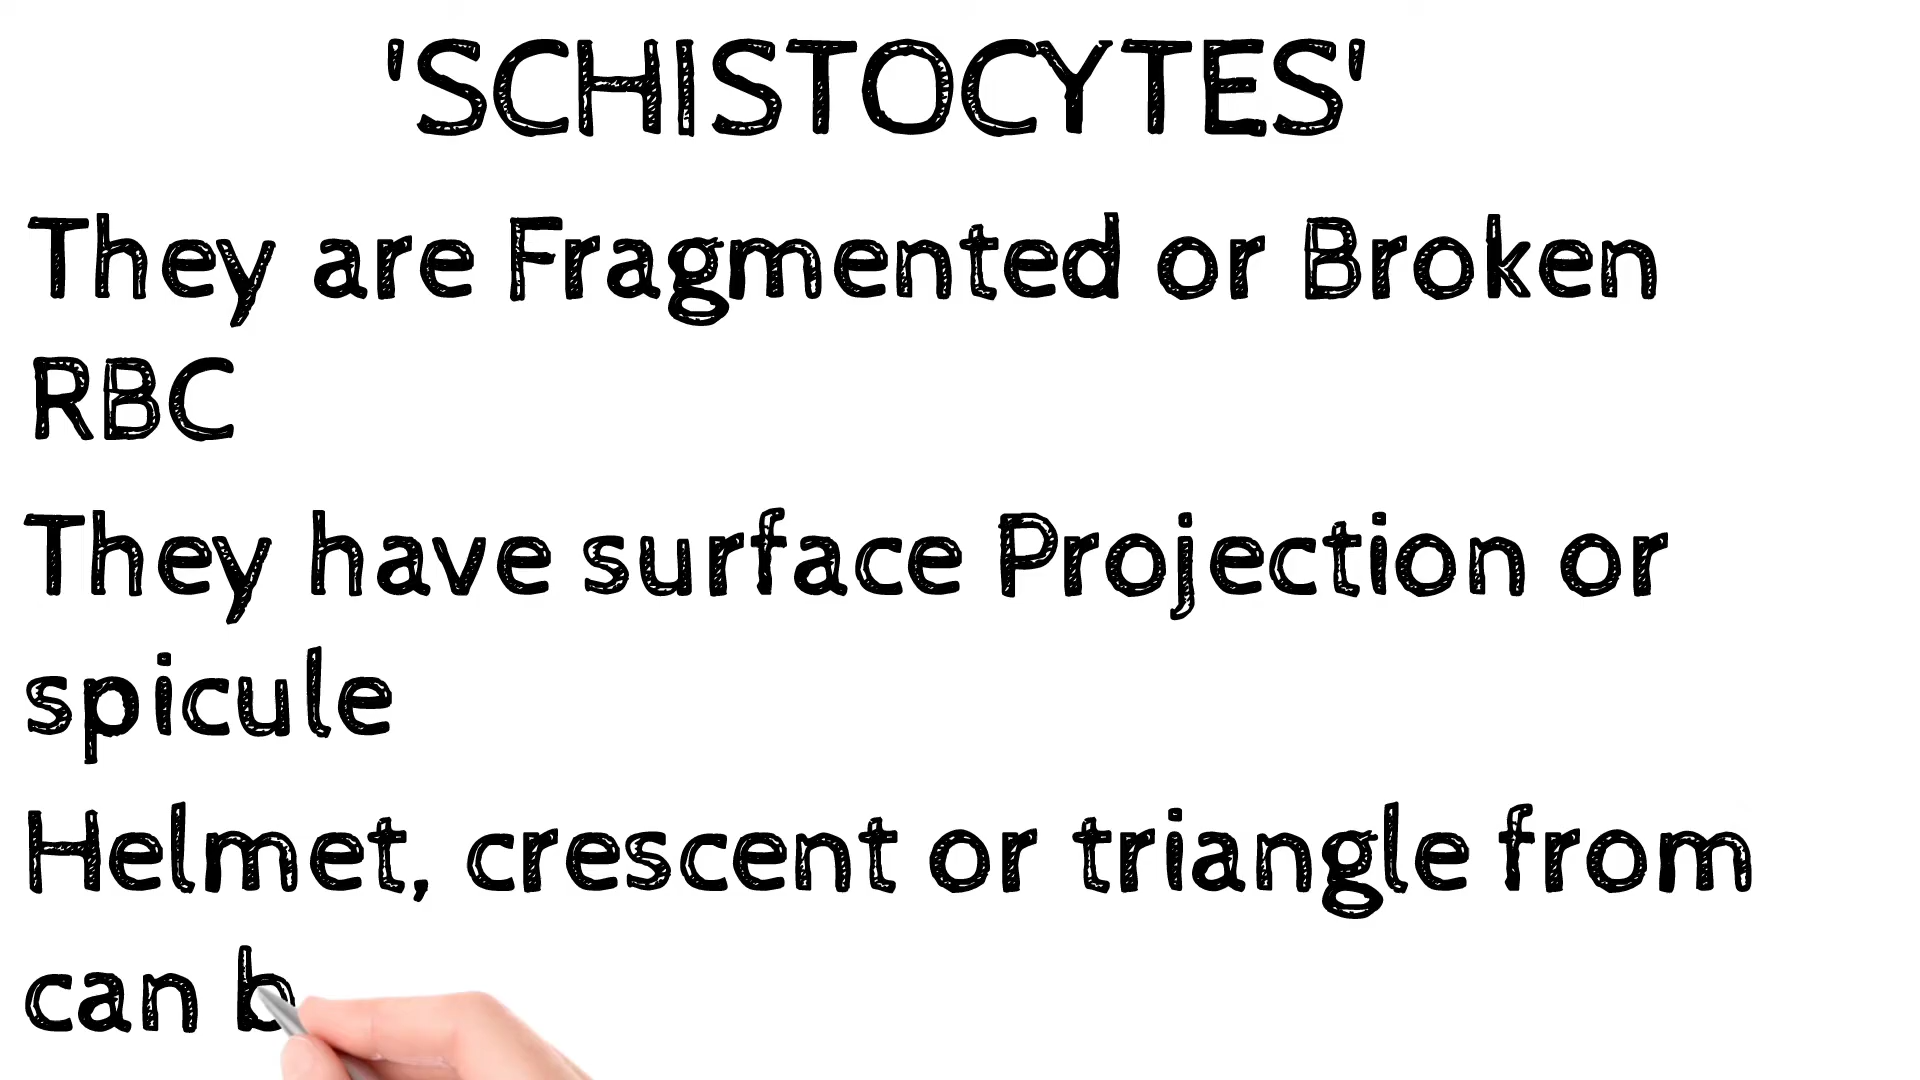 'SCHISTOCYTES'
They are Fragmented or Broken
RBC
They have surface Projection or
spicule
Helmet, crescent or triangle from
can b